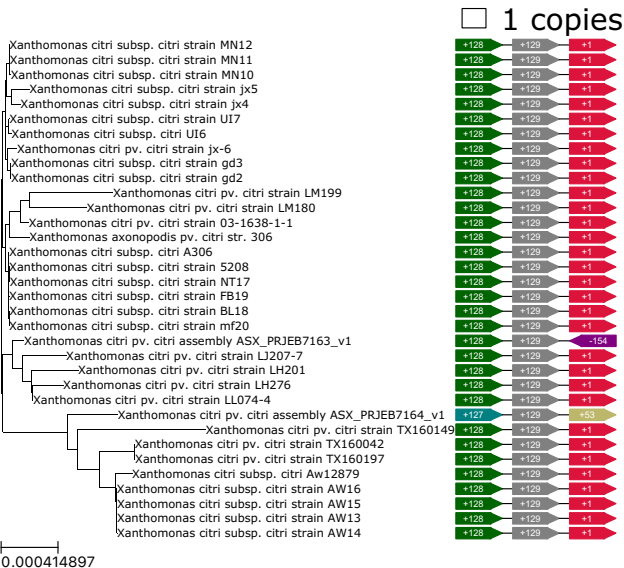 1 copies
Xanthomonas citri subsp. citri strain MN12 +128 +129 +1
Xanthomonas citri subsp. citri strain MN11 +128 +129 +1
Xanthomonas citri subsp. citri strain MN10 +128 +129 +1
Xanthomonas citri subsp. citri strain jx5 +128 +129 +1
Xanthomonas citri subsp. citri strain jx4 +128 +129 +1
Xanthomonas citri subsp. citri strain UI7 +128 +129 +1
Xanthomonas citri subsp. citri UI6 +128 +129 +1
Xanthomonas citri pv. citri strain jx-6 +128 +129 +1
Xanthomonas citri subsp. citri strain gd3 +128 +129 +1
Xanthomonas citri subsp. citri strain gd2 +128 +129 +1
Xanthomonas citri pv. citri strain LM199 +128 +129 +1
Xanthomonas citri pv. citri strain LM180 +128 +129 +1
Xanthomonas citri pv. citri strain 03-1638-1-1 +128 +129 +1
Xanthomonas axonopodis pv. citri str. 306 +128 +129 +1
Xanthomonas citri subsp. citri A306 +128 +129 +1
Xanthomonas citri subsp. citri strain 5208 +128 +129 +1
Xanthomonas citri subsp. citri strain NT17 +128 +129 +1
Xanthomonas citri subsp. citri strain FB19 +128 +129 +1
Xanthomonas citri subsp. citri strain BL18 +128 +129 +1
Xanthomonas citri subsp. citri strain mf20 +128 +129 +1
Xanthomonas citri pv. citri assembly ASX_PRJEB7163_v1 +128 +129 -154
Xanthomonas citri pv. citri strain LJ207-7 +128 +129 +1
Xanthomonas citri pv. citri strain LH201 +128 +129 +1
Xanthomonas citri pv. citri strain LH276 +128 +129 +1
Xanthomonas citri pv. citri strain LL074-4 +128 +129 +1
Xanthomonas citri pv. citri assembly ASX_PRJEB7164_v1 +127 +129 +53
Xanthomonas citri pv. citri strain TX160149 +128 +129 +1
Xanthomonas citri pv. citri strain TX160042 +128 +129 +1
Xanthomonas citri pv. citri strain TX160197 +128 +129 +1
Xanthomonas citri subsp. citri Aw12879 +128 +129 +1
Xanthomonas citri subsp. citri strain AW16 +128 +129 +1
Xanthomonas citri subsp. citri strain AW15 +128 +129 +1
Xanthomonas citri subsp. citri strain AW13 +128 +129 +1
Xanthomonas citri subsp. citri strain AW14 +128 +129 +1
0.000414897